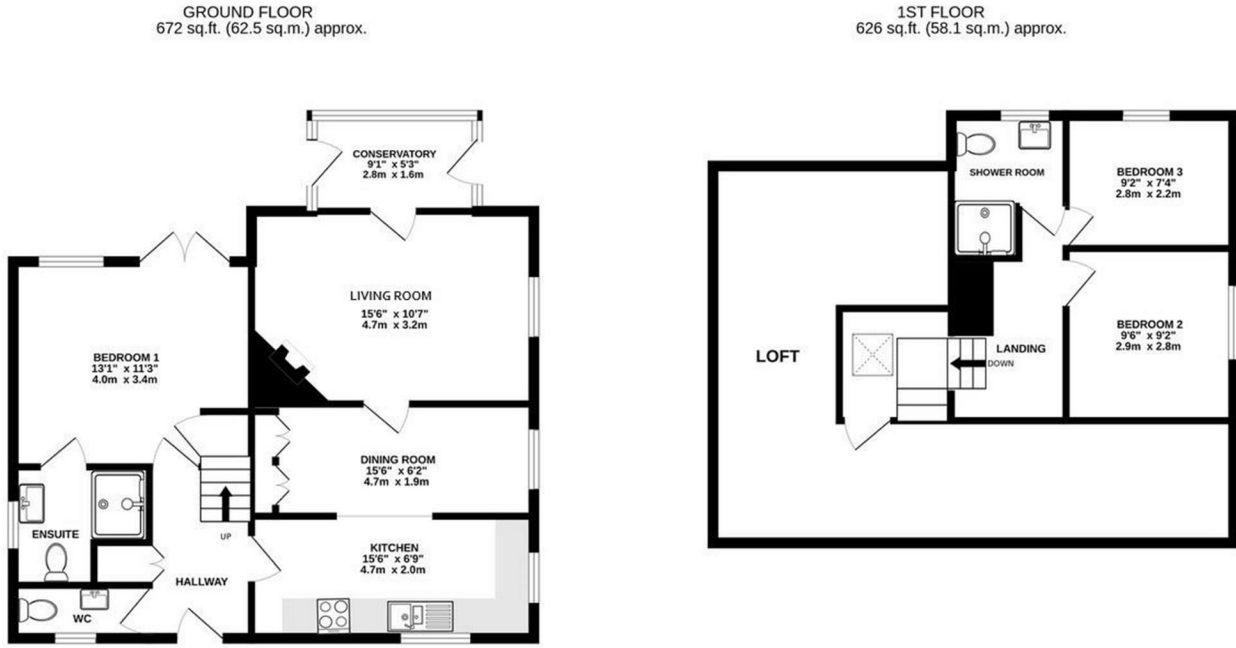 GROUND FLOOR
672 sq.ft. (62.5 sq.m.) approx.
CONSERVATORY
9'1" x 5'3"
2.8m x 1.6m
LIVING ROOM
15'6" x 10'7"
4.7m x 3.2m
BEDROOM 1
13'1" x 11'3"
4.0m x 3.4m
DINING ROOM
15'6" x 6'2"
4.7m x 1.9m
ENSUITE
UP
KITCHEN
15'6" x 6'9"
4.7m x 2.0m
HALLWAY
WC
1ST FLOOR
626 sq.ft. (58.1 sq.m.) approx.
SHOWER ROOM
BEDROOM 3
9'2" x 7'4"
2.8m x 2.2m
BEDROOM 2
9'6" x 9'2"
2.9m x 2.8m
LOFT
LANDING
DOWN